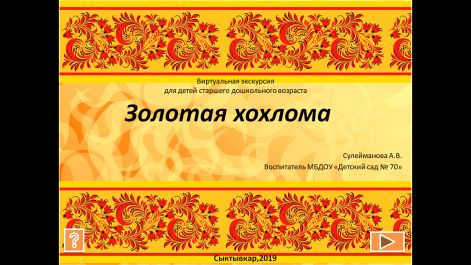 Виртуальная экскурсия
для детей старшего дошкольного возраста
Золотая хохлома
Сулейманова А.В.
Воспитатель МБДОУ «Детский сад № 70»
?
Сыктывкар,2019